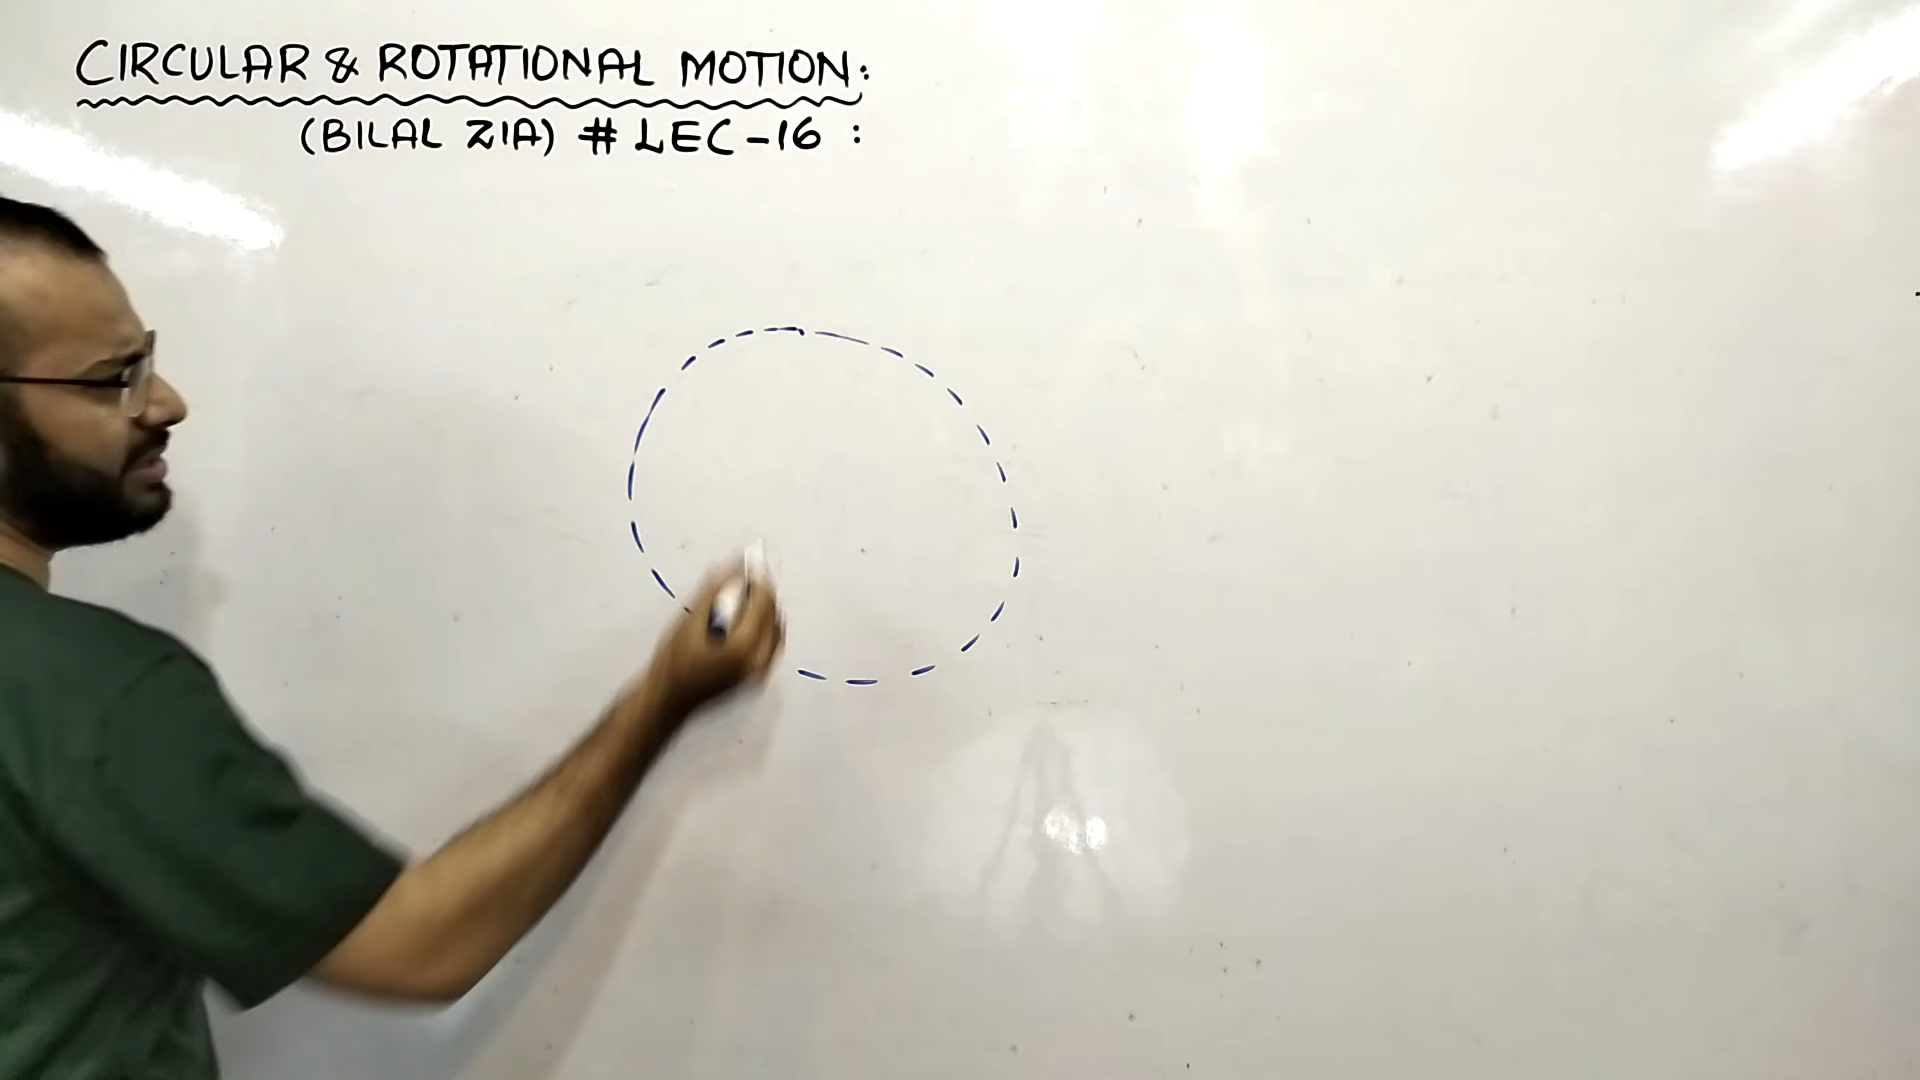 CIRCULAR & ROTATIONAL MOTION:
(BILAL ZIA) # LEC-16 :